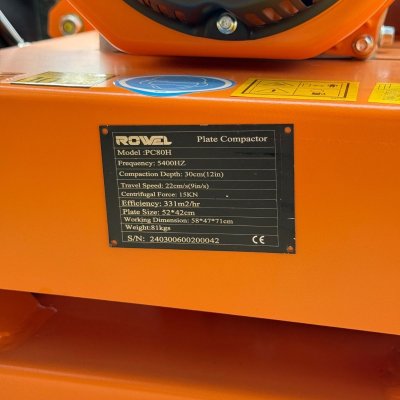 ROWEL Plate Compactor
Model :PC80H
Frequency: 5400HZ
Compaction Depth: 30cm(12in)
Travel Speed: 22cm/s(9in/s)
Centrifugal Force: 15KN
Efficiency: 331m2/hr
Plate Size: 52*42cm
Working Dimension: 58*47*71cm
Weight:81kgs
S/N: 240300600200042 CE